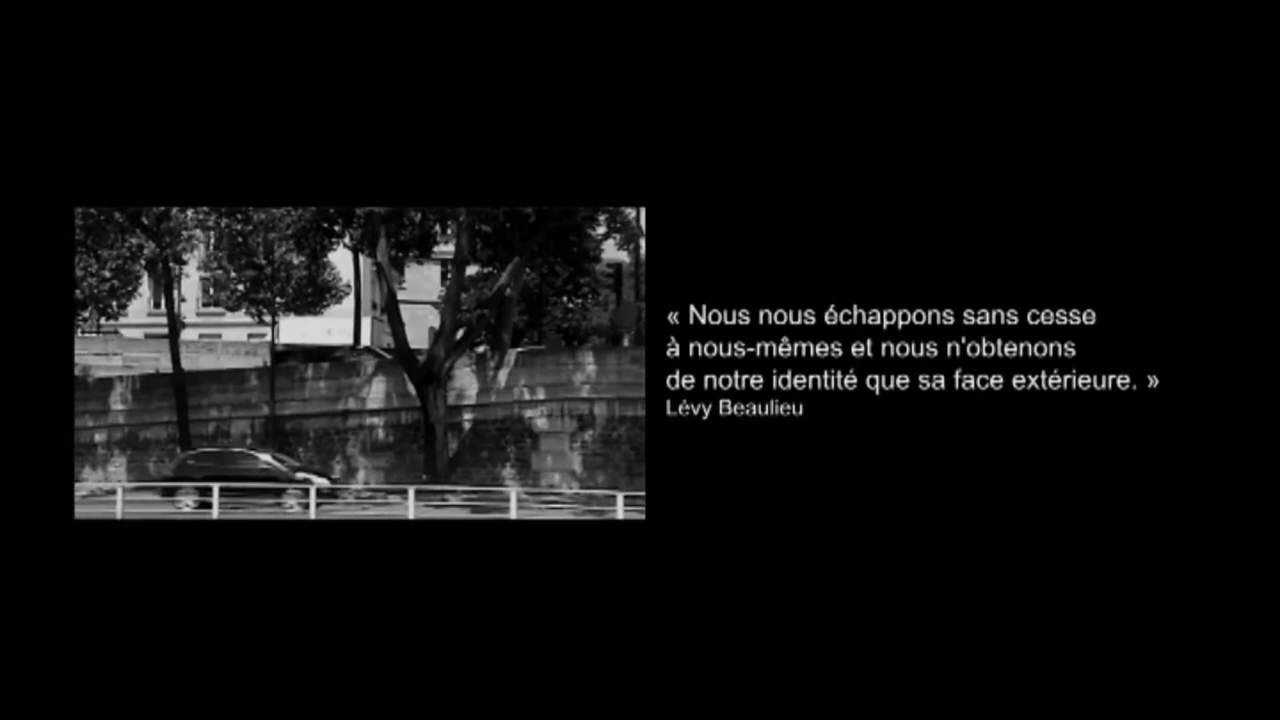 « Nous nous échappons sans cesse
à nous-mêmes et nous n'obtenons
de notre identité que sa face extérieure. »
Lévy Beaulieu